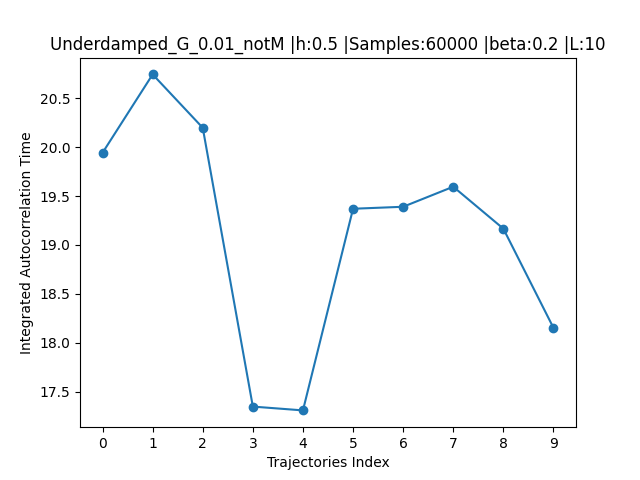 Underdamped_G_0.01_notM |h:0.5 |Samples:60000 |beta:0.2 |L:10
Integrated Autocorrelation Time
20.5
20.0
19.5
19.0
18.5
18.0
17.5
0 1 2 3 4 5 6 7 8 9
Trajectories Index